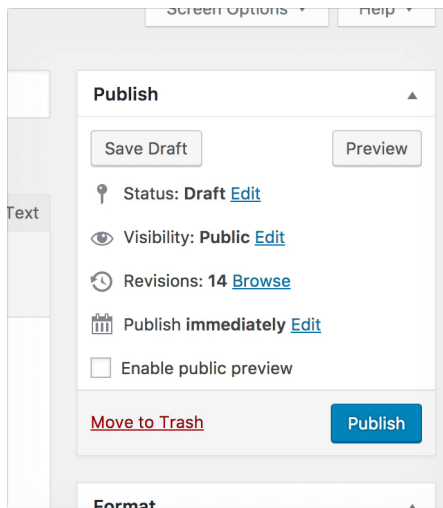 Screen Options Help
Publish
Save Draft Preview
Text
Status: Draft Edit
Visibility: Public Edit
Revisions: 14 Browse
Publish immediately Edit
Enable public preview
Move to Trash Publish
Format